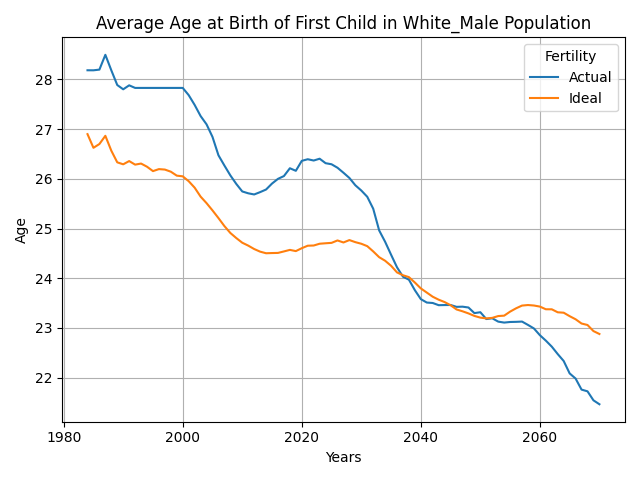 Average Age at Birth of First Child in White_Male Population
Fertility
Actual
Ideal
28
27
26
25
24
23
22
Age
1980
2000
2020
2040
2060
Years